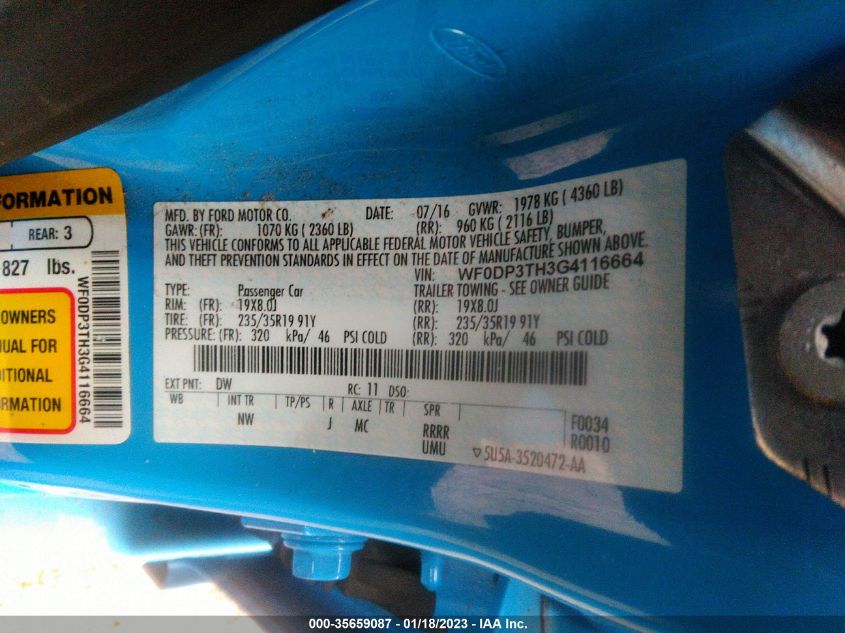 Ford
FORMATION
REAR: 3
827 lbs.
OWNERS
UAL FOR
DITIONAL
RMATION
WF0DP3TH3G4116664
MFD. BY FORD MOTOR CO. DATE: 07/16 GVWR: 1978 KG ( 4360 LB)
GAWR: (FR): 1070 KG ( 2360 LB) (RR): 960 KG ( 2116 LB)
THIS VEHICLE CONFORMS TO ALL APPLICABLE FEDERAL MOTOR VEHICLE SAFETY, BUMPER,
AND THEFT PREVENTION STANDARDS IN EFFECT ON THE DATE OF MANUFACTURE SHOWN ABOVE.
VIN: WF0DP3TH3G4116664
TYPE: Passenger Car TRAILER TOWING - SEE OWNER GUIDE
RIM: (FR): 19X8.0J (RR): 19X8.0J
TIRE: (FR): 235/35R19 91Y (RR): 235/35R19 91Y
PRESSURE: (FR): 320 kPa/ 46 PSI COLD (RR): 320 kPa/ 46 PSI COLD
EXT PNT: DW RC: 11 DSO:
WB INT TR TP/PS R AXLE TR SPR
NW J MC RRRR F0034
UMU R0010
5U5A-3520472-AA
000-35659087 - 01/18/2023 - IAA Inc.